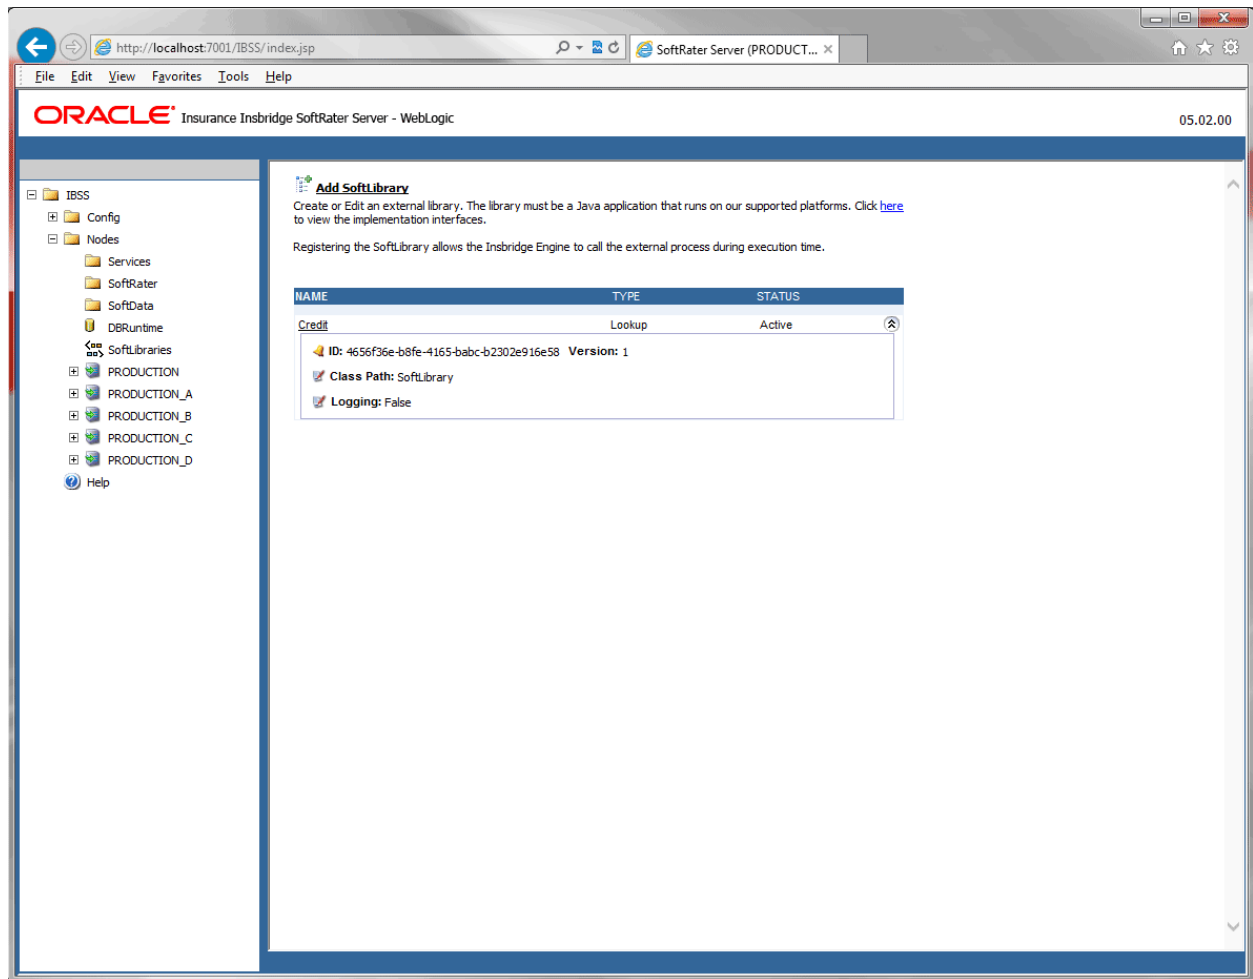 http://localhost:7001/IBSS/index.jsp
SoftRater Server (PRODUCT...
File Edit View Favorites Tools Help
ORACLE Insurance Insbridge SoftRater Server - WebLogic
05.02.00
IBSS
Config
Nodes
Services
SoftRater
SoftData
DBRuntime
SoftLibraries
PRODUCTION
PRODUCTION_A
PRODUCTION_B
PRODUCTION_C
PRODUCTION_D
Help
Add SoftLibrary
Create or Edit an external library. The library must be a Java application that runs on our supported platforms. Click here
to view the implementation interfaces.
Registering the SoftLibrary allows the Insbridge Engine to call the external process during execution time.
NAME TYPE STATUS
Credit Lookup Active
ID: 4656f36e-b8fe-4165-babc-b2302e916e58 Version: 1
Class Path: SoftLibrary
Logging: False